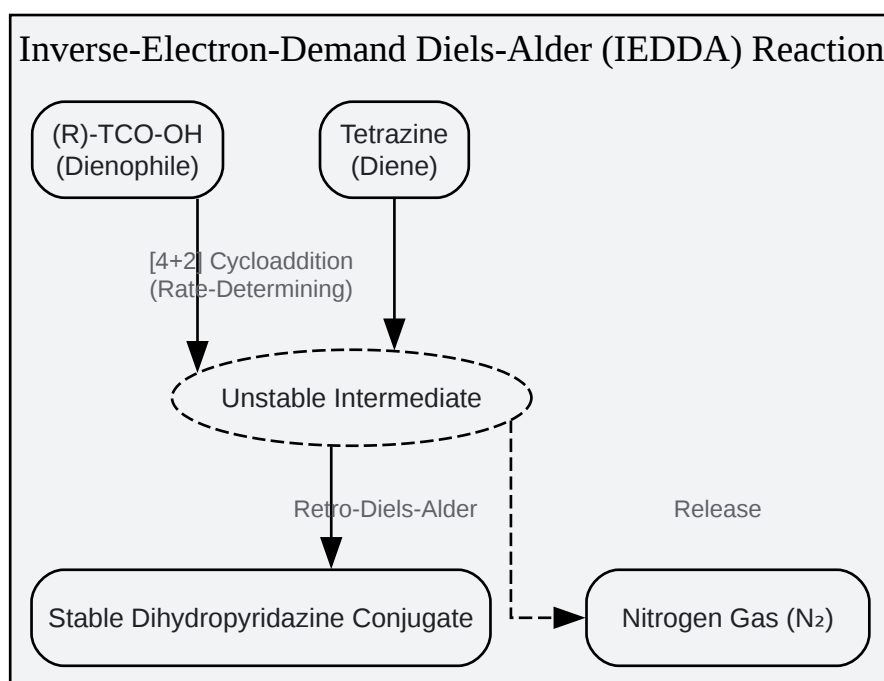 Inverse-Electron-Demand Diels-Alder (IEDDA) Reaction
(R)-TCO-OH
(Dienophile)
Tetrazine
(Diene)
[4+2] Cycloaddition
(Rate-Determining)
Unstable Intermediate
Retro-Diels-Alder
Release
Stable Dihydropyridazine Conjugate
Nitrogen Gas (N₂)